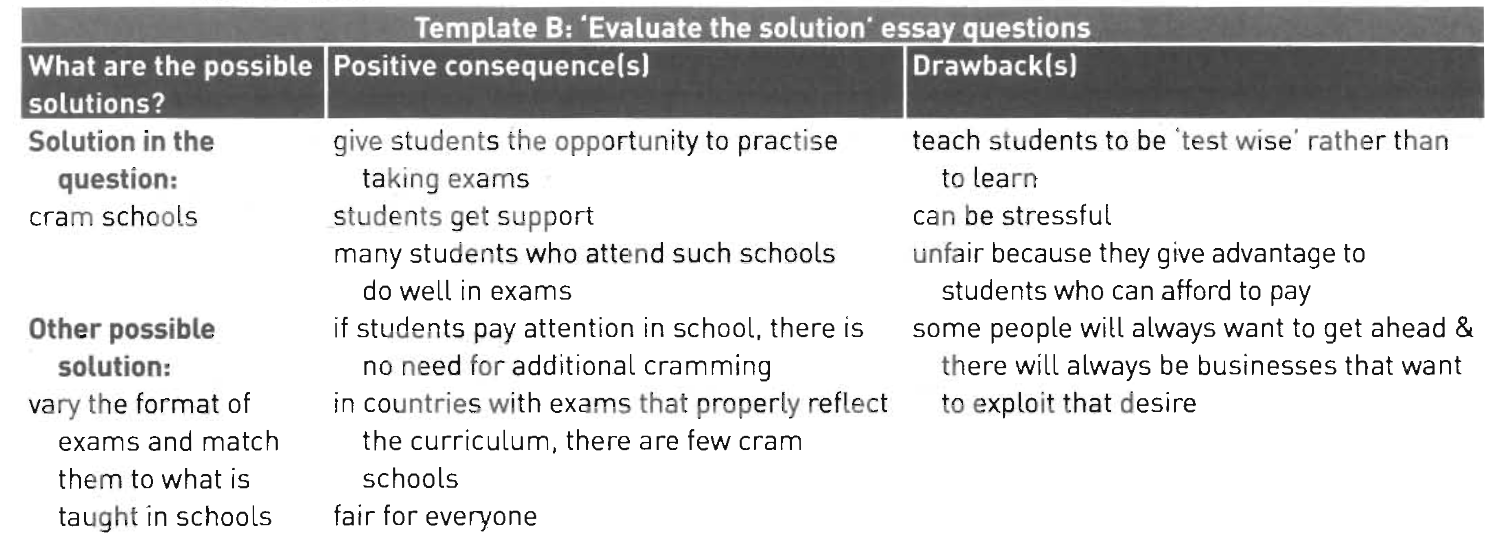 Template B: 'Evaluate the solution' essay questions
What are the possible solutions?
Positive consequence(s)
Drawback(s)
Solution in the question:
cram schools
give students the opportunity to practise
taking exams
students get support
many students who attend such schools
do well in exams
teach students to be 'test wise' rather than
to learn
can be stressful
unfair because they give advantage to
students who can afford to pay
Other possible
solution:
vary the format of
exams and match
them to what is
taught in schools
if students pay attention in school, there is
no need for additional cramming
in countries with exams that properly reflect
the curriculum, there are few cram
schools
fair for everyone
some people will always want to get ahead &
there will always be businesses that want
to exploit that desire